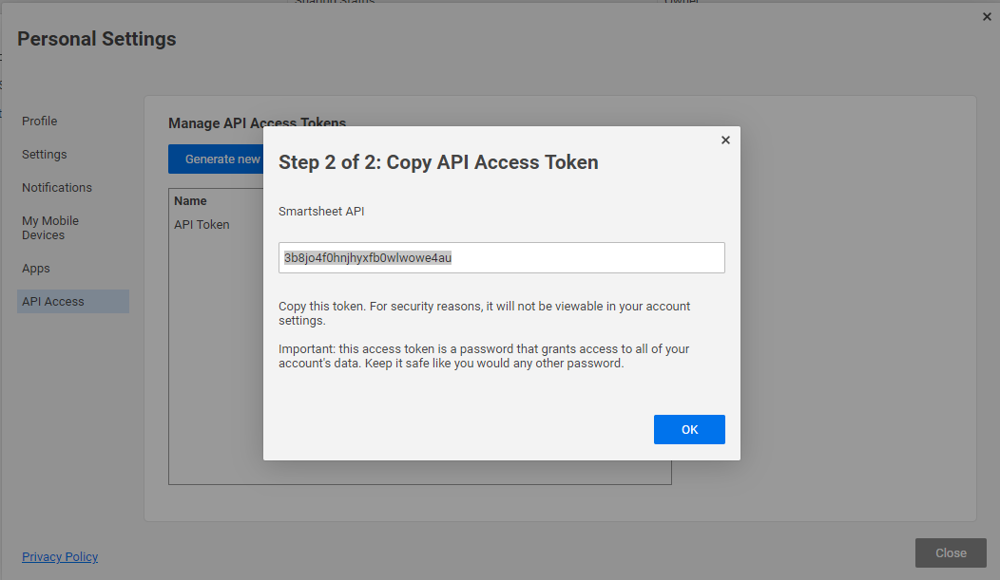 Sharing Status
Owner
Personal Settings
Profile
Settings
Notifications
My Mobile
Devices
Apps
API Access
Manage API Access Tokens
Generate new
Name
API Token
Step 2 of 2: Copy API Access Token
Smartsheet API
3b8jo4f0hnjhyxfb0wlwowe4au
Copy this token. For security reasons, it will not be viewable in your account
settings.
Important: this access token is a password that grants access to all of your
account's data. Keep it safe like you would any other password.
OK
Privacy Policy
Close